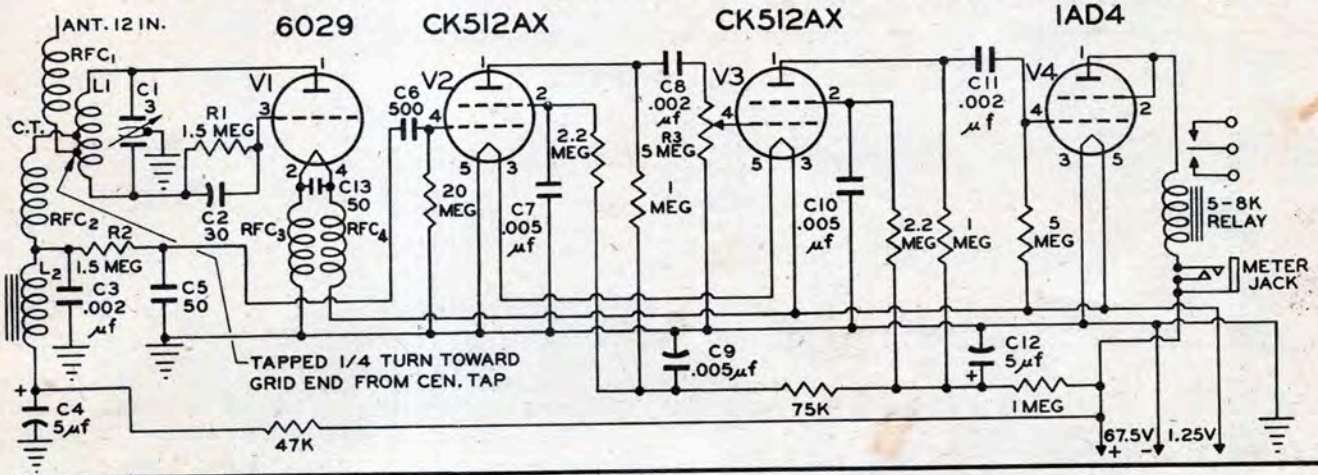 ANT. 12 IN.
6029
CK512AX
CK512AX
1AD4
RFC1
L1
C1
3
V1
1
3
2
4
R1
1.5 MEG
C.T.
C2
30
C13
50
RFC2
RFC3
RFC4
R2
1.5 MEG
L2
C3
.002
μf
C5
50
C4
5μf
+
TAPPED 1/4 TURN TOWARD
GRID END FROM CEN. TAP
47K
C6
500
V2
1
2
4
5
3
20
MEG
C7
.005
μf
2.2
MEG
1
MEG
C8
.002
μf
R3
5 MEG
V3
1
2
4
5
3
C9
.005μf
C10
.005
μf
2.2
MEG
1
MEG
75K
C11
.002
μf
V4
1
2
4
3
5
5
MEG
C12
5μf
+
1 MEG
5-8K
RELAY
METER
JACK
67.5V
+
-
1.25V